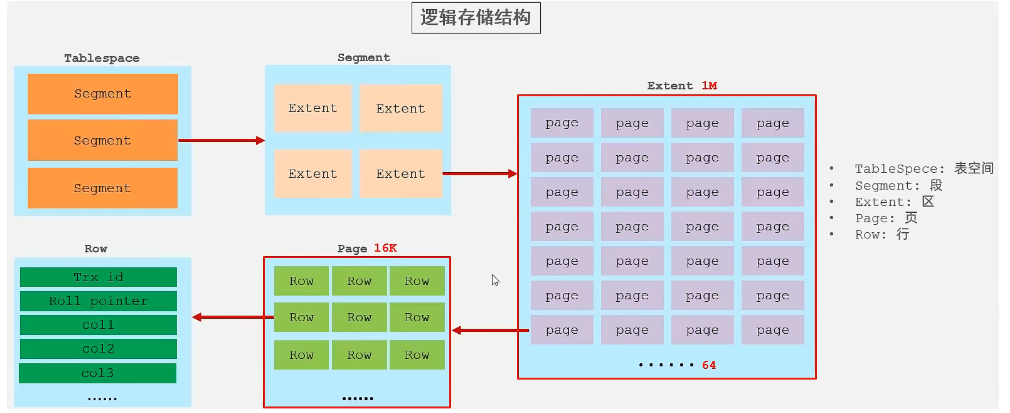 逻辑存储结构
Tablespace
Segment
Segment
Segment
Segment
Extent Extent
Extent Extent
Extent 1M
page page page page
page page page page
page page page page
page page page page
page page page page
page page page page
page page page page
······ 64
• TableSpece: 表空间
• Segment: 段
• Extent: 区
• Page: 页
• Row: 行
Row
Trx id
Roll pointer
col1
col2
col3
......
Page 16K
Row Row Row
Row Row Row
Row Row Row
......